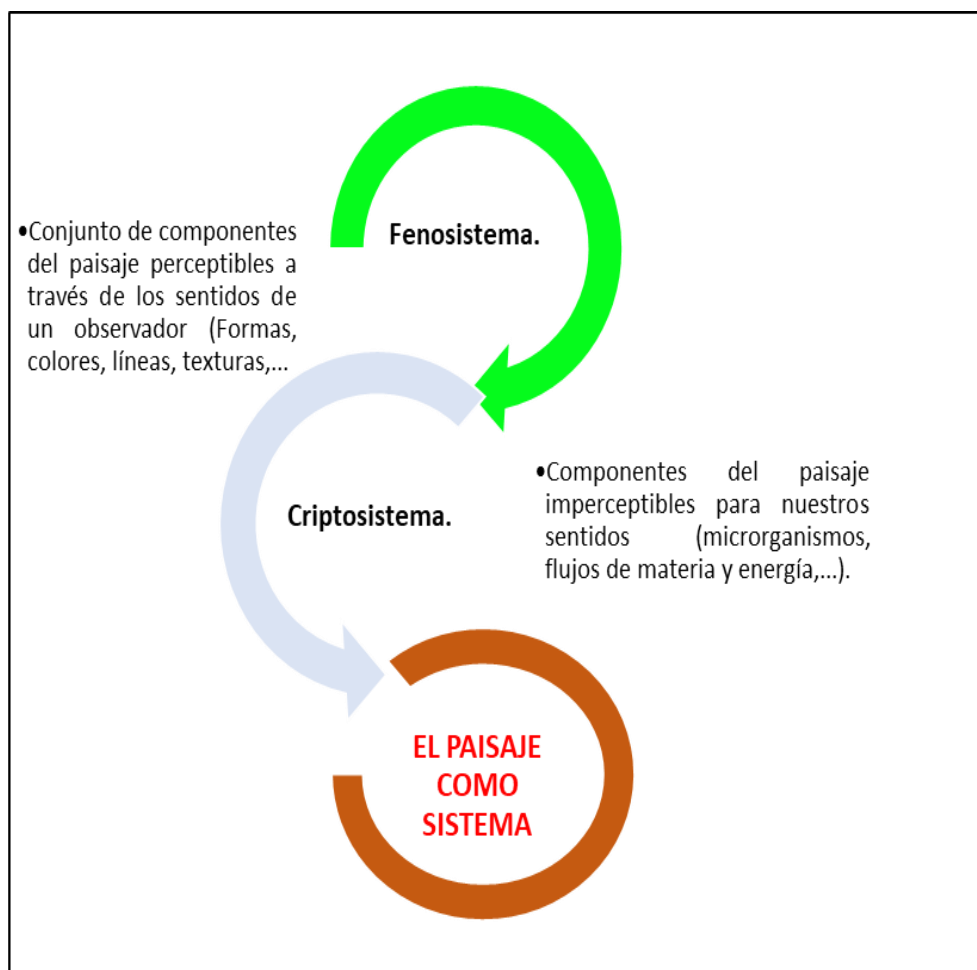 Fenosistema.
•Conjunto de componentes
del paisaje perceptibles a
través de los sentidos de
un observador (Formas,
colores, líneas, texturas,...
Criptosistema.
•Componentes del paisaje
imperceptibles para nuestros
sentidos (microrganismos,
flujos de materia y energía,...).
EL PAISAJE
COMO
SISTEMA